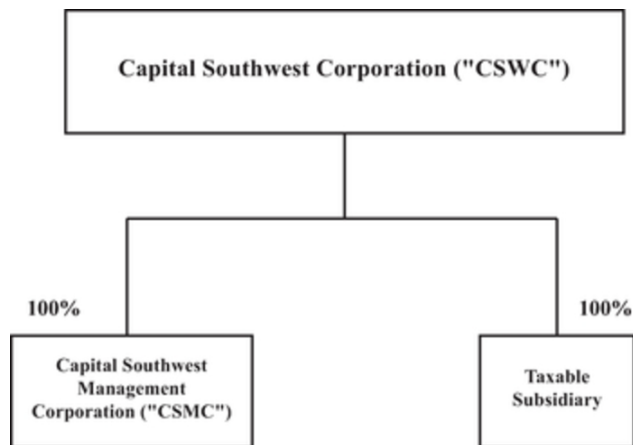 Capital Southwest Corporation ("CSWC")
100%
100%
Capital Southwest
Management
Corporation ("CSMC")
Taxable
Subsidiary